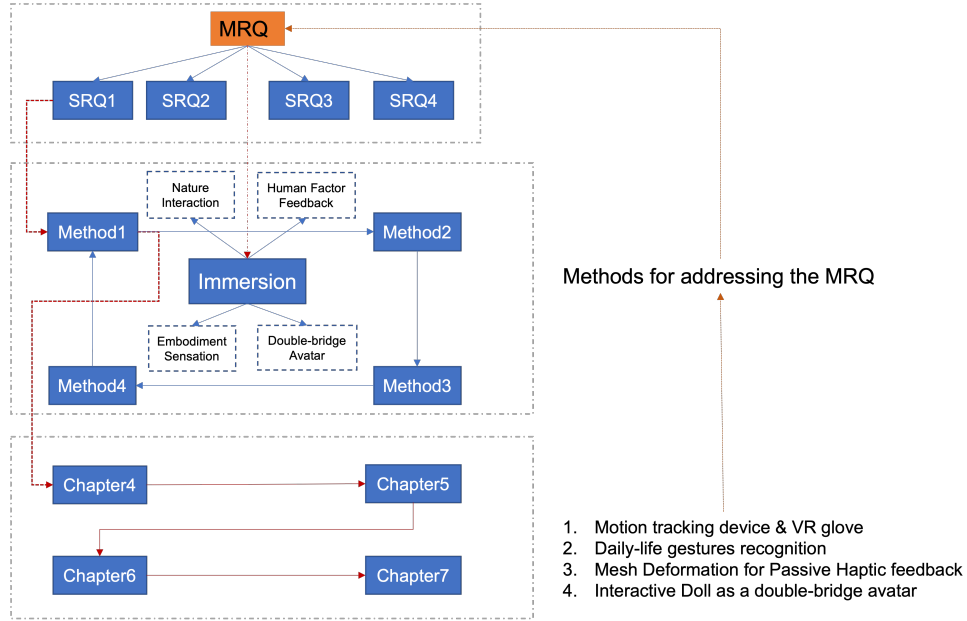 MRQ
SRQ1
SRQ2
SRQ3
SRQ4
Nature
Interaction
Human Factor
Feedback
Method1
Method2
Immersion
Embodiment
Sensation
Double-bridge
Avatar
Method4
Method3
Methods for addressing the MRQ
Chapter4
Chapter5
Chapter6
Chapter7
1. Motion tracking device & VR glove
2. Daily-life gestures recognition
3. Mesh Deformation for Passive Haptic feedback
4. Interactive Doll as a double-bridge avatar